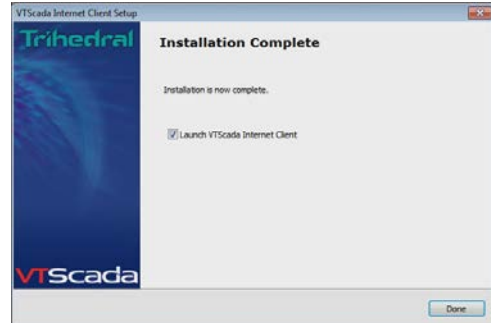 VTScada Internet Client Setup
Trihedral
Installation Complete
Installation is now complete.
Launch VTScada Internet Client
VTScada
Done